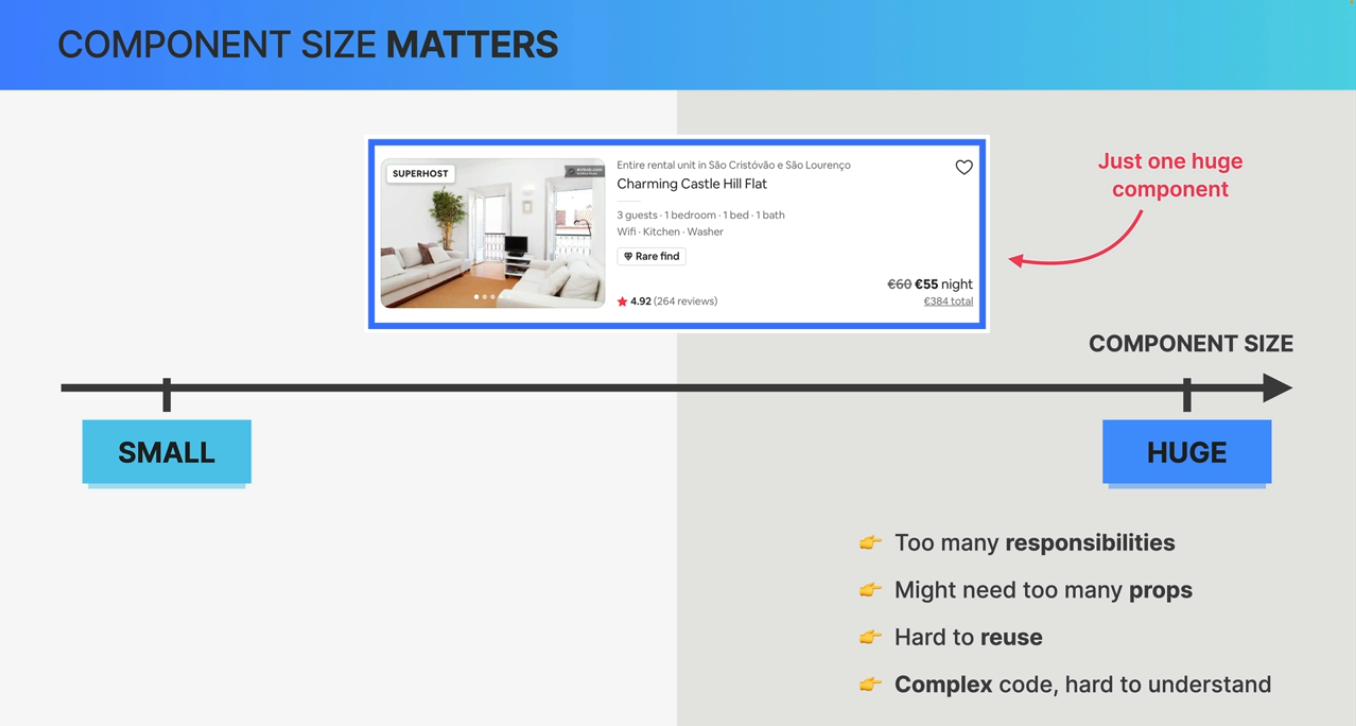 COMPONENT SIZE MATTERS
SUPERHOST
Entire rental unit in São Cristóvão e São Lourenço
Charming Castle Hill Flat
3 guests · 1 bedroom · 1 bed · 1 bath
Wifi · Kitchen · Washer
Rare find
€60 €55 night
4.92 (264 reviews)
€384 total
Just one huge
component
COMPONENT SIZE
SMALL
HUGE
Too many responsibilities
Might need too many props
Hard to reuse
Complex code, hard to understand